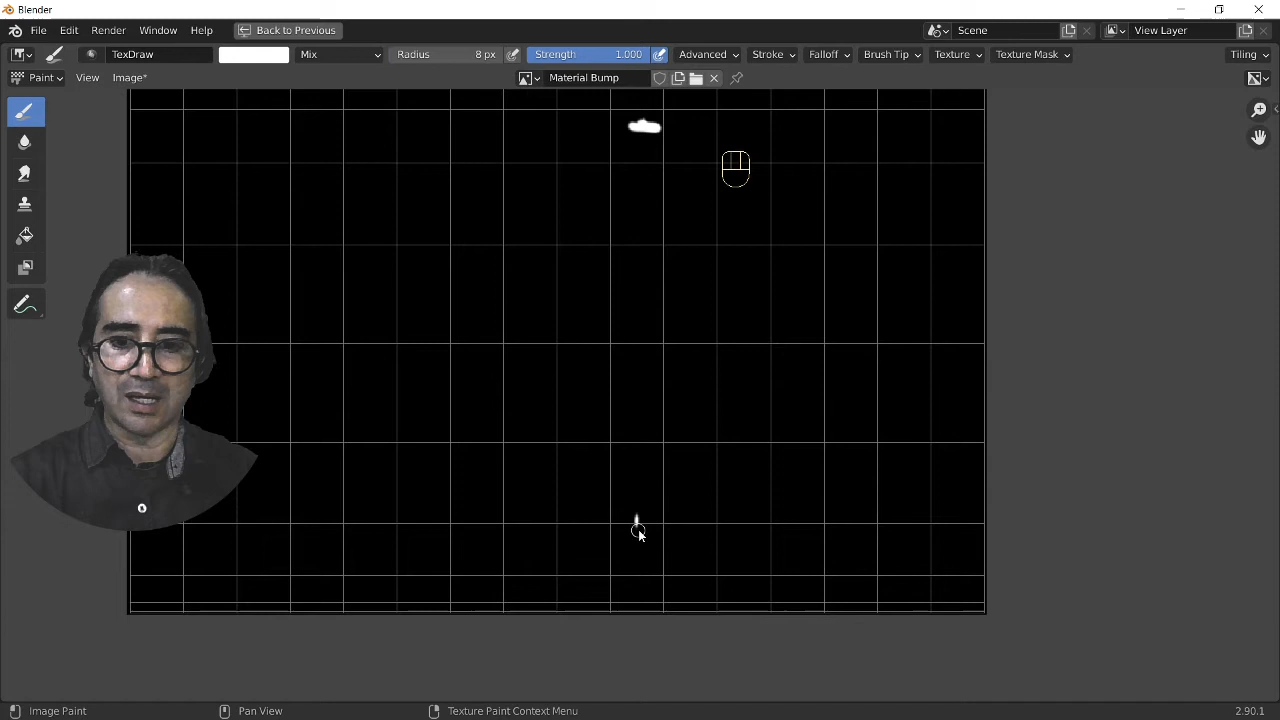 Blender
File Edit Render Window Help Back to Previous Scene View Layer
TexDraw Mix Radius 8 px Strength 1.000 Advanced Stroke Falloff Brush Tip Texture Texture Mask Tiling
Paint View Image* Material Bump
Image Paint Pan View Texture Paint Context Menu 2.90.1